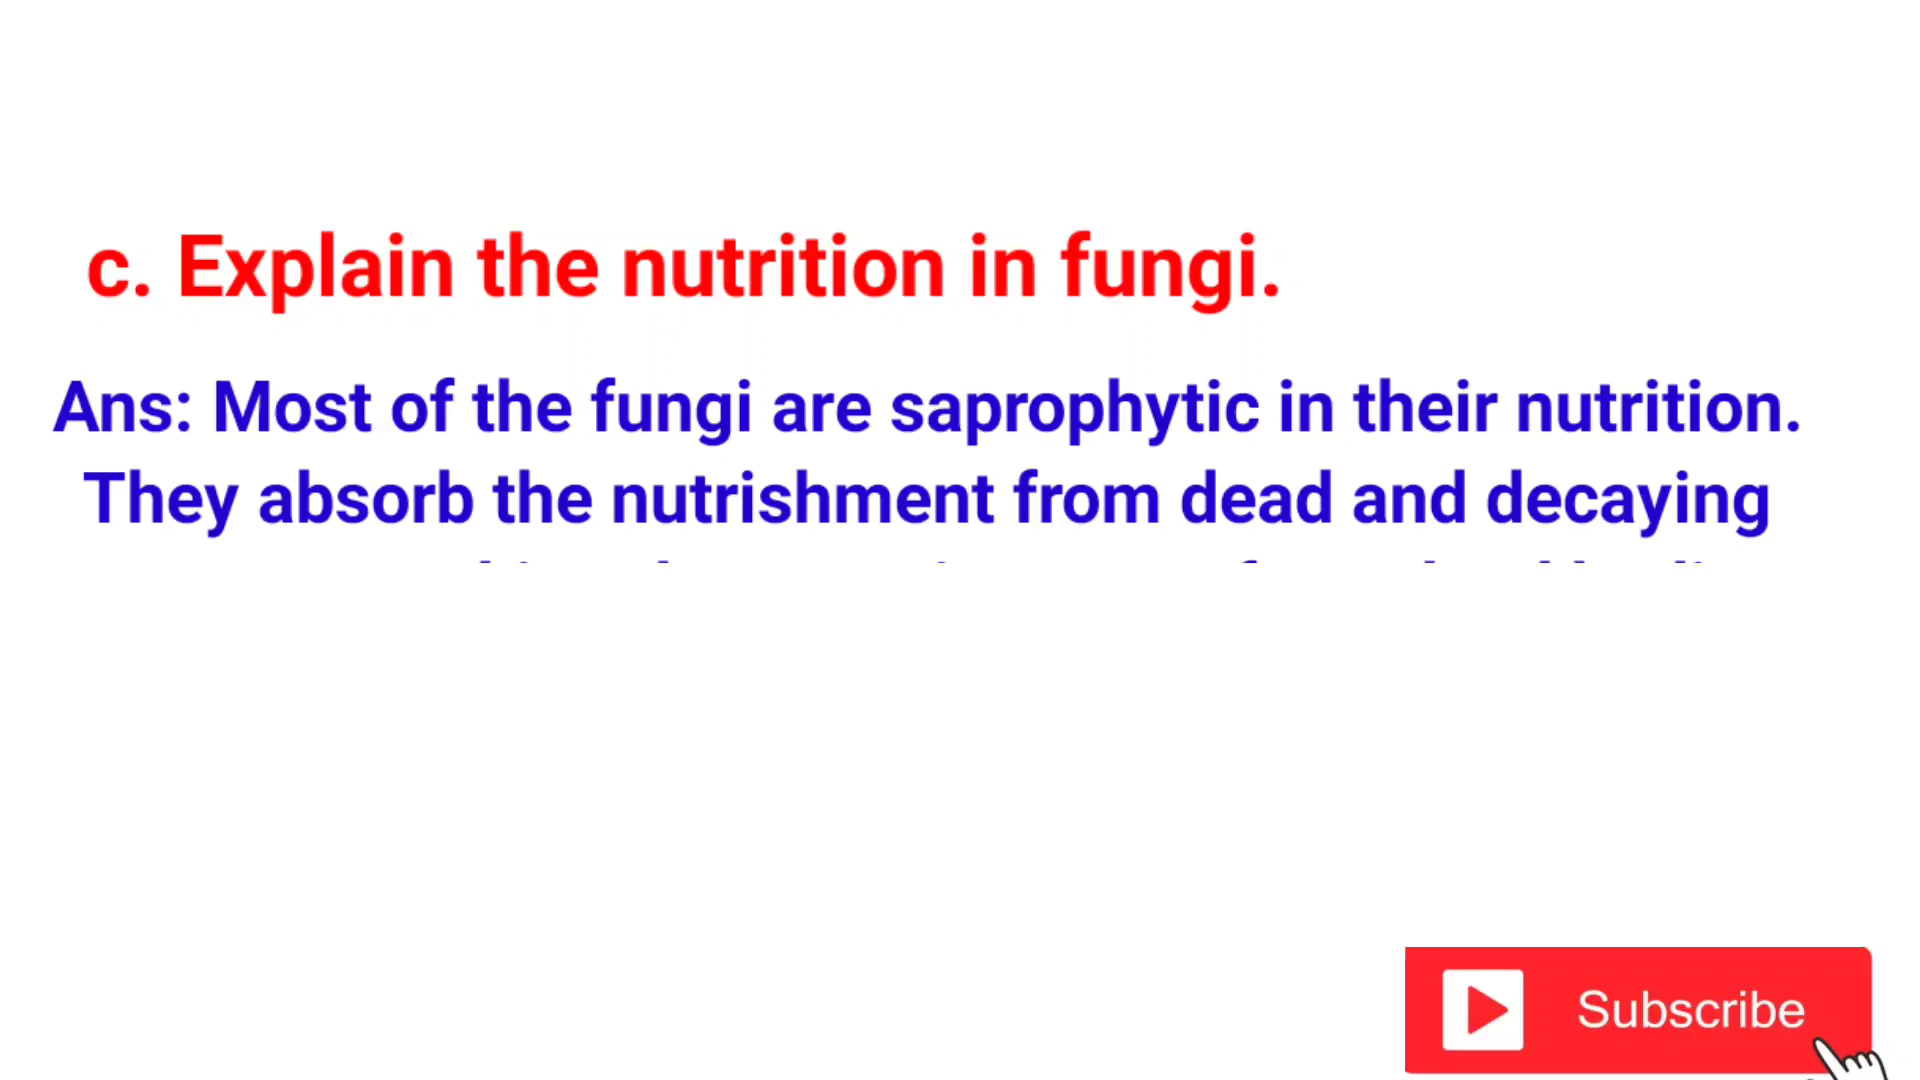 c. Explain the nutrition in fungi.
Ans: Most of the fungi are saprophytic in their nutrition.
They absorb the nutrishment from dead and decaying
Subscribe